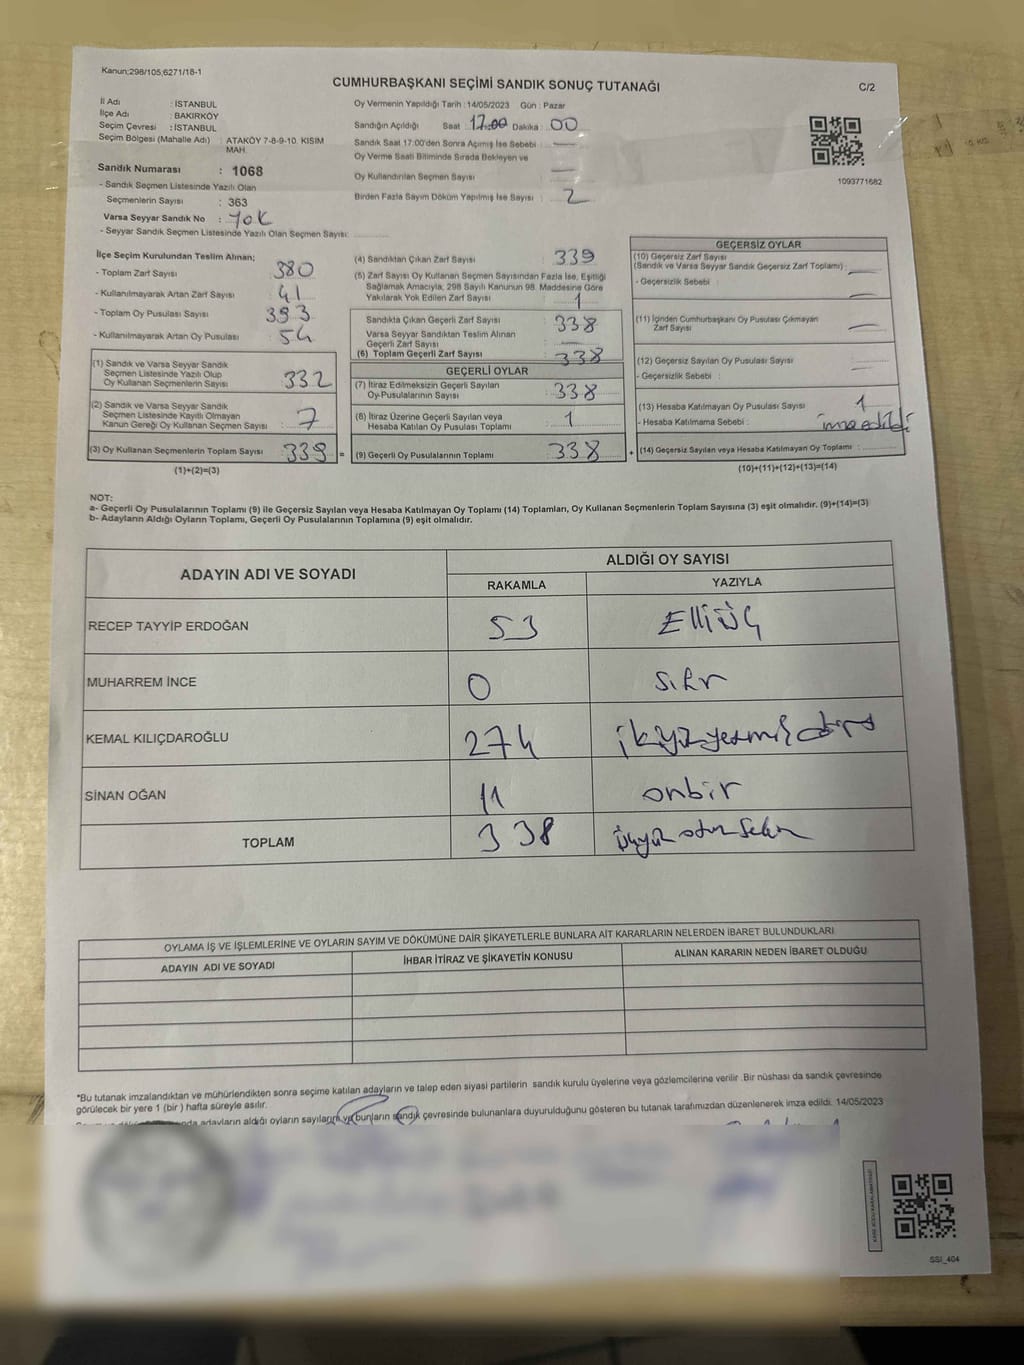 Kanun;298/105,6271/18-1
CUMHURBAŞKANI SEÇİMİ SANDIK SONUÇ TUTANAĞI
C/2
İl Adı : İSTANBUL
İlçe Adı : BAKIRKÖY
Seçim Çevresi : İSTANBUL
Seçim Bölgesi (Mahalle Adı) : ATAKÖY 7-8-9-10. KISIM MAH.
Sandık Numarası : 1068
- Sandık Seçmen Listesinde Yazılı Olan
Seçmenlerin Sayısı : 363
Varsa Seyyar Sandık No : YOK
- Seyyar Sandık Seçmen Listesinde Yazılı Olan Seçmen Sayısı:
Oy Vermenin Yapıldığı Tarih : 14/05/2023 Gün : Pazar
Sandığın Açıldığı Saat : 17:00 Dakika : 00
Sandık Saat 17:00'den Sonra Açımış İse Sebebi :
Oy Verme Saati Bitiminde Sırada Bekleyen ve
Oy Kullandırılan Seçmen Sayısı :
Birden Fazla Sayım Döküm Yapılmış İse Sayısı : 2
1093771682
İlçe Seçim Kurulundan Teslim Alınan;
- Toplam Zarf Sayısı : 380
- Kullanılmayarak Artan Zarf Sayısı : 41
- Toplam Oy Pusulası Sayısı : 393
- Kullanılmayarak Artan Oy Pusulası : 54
(1) Sandık ve Varsa Seyyar Sandık
Seçmen Listesinde Yazılı Olup
Oy Kullanan Seçmenlerin Sayısı : 332
(2) Sandık ve Varsa Seyyar Sandık
Seçmen Listesinde Kayıtlı Olmayan
Kanun Gereği Oy Kullanan Seçmen Sayısı : 7
(3) Oy Kullanan Seçmenlerin Toplam Sayısı : 339 =
(1)+(2)=(3)
(4) Sandıktan Çıkan Zarf Sayısı : 339
(5) Zarf Sayısı Oy Kullanan Seçmen Sayısından Fazla İse, Eşitliği
Sağlamak Amacıyla, 298 Sayılı Kanunun 98. Maddesine Göre
Yakılarak Yok Edilen Zarf Sayısı : 1
Sandıkta Çıkan Geçerli Zarf Sayısı : 338
Varsa Seyyar Sandıktan Teslim Alınan
Geçerli Zarf Sayısı :
(6) Toplam Geçerli Zarf Sayısı : 338
GEÇERLİ OYLAR
(7) İtiraz Edilmeksizin Geçerli Sayılan
Oy-Pusulalarının Sayısı : 338
(8) İtiraz Üzerine Geçerli Sayılan veya
Hesaba Katılan Oy Pusulası Toplamı : 1
(9) Geçerli Oy Pusulalarının Toplamı : 338 +
GEÇERSİZ OYLAR
(10) Geçersiz Zarf Sayısı
(Sandık ve Varsa Seyyar Sandık Geçersiz Zarf Toplamı) :
- Geçersizlik Sebebi :
(11) İçinden Cumhurbaşkanı Oy Pusulası Çıkmayan
Zarf Sayısı
(12) Geçersiz Sayılan Oy Pusulası Sayısı :
- Geçersizlik Sebebi :
(13) Hesaba Katılmayan Oy Pusulası Sayısı : 1
- Hesaba Katılmama Sebebi : imza edildi
(14) Geçersiz Sayılan veya Hesaba Katılmayan Oy Toplamı :
(10)+(11)+(12)+(13)=(14)
NOT:
a- Geçerli Oy Pusulalarının Toplamı (9) ile Geçersiz Sayılan veya Hesaba Katılmayan Oy Toplamı (14) Toplamları, Oy Kullanan Seçmenlerin Toplam Sayısına (3) eşit olmalıdır. (9)+(14)=(3)
b- Adayların Aldığı Oyların Toplamı, Geçerli Oy Pusulalarının Toplamına (9) eşit olmalıdır.
ADAYIN ADI VE SOYADI
ALDIĞI OY SAYISI
RAKAMLA YAZIYLA
RECEP TAYYİP ERDOĞAN 53 Elliüç
MUHARREM İNCE 0 sıfır
KEMAL KILIÇDAROĞLU 274 ikiyüzyetmişdört
SİNAN OĞAN 11 onbir
TOPLAM 338 üçyüz otuz sekiz
OYLAMA İŞ VE İŞLEMLERİNE VE OYLARIN SAYIM VE DÖKÜMÜNE DAİR ŞİKAYETLERLE BUNLARA AİT KARARLARIN NELERDEN İBARET BULUNDUKLARI
ADAYIN ADI VE SOYADI İHBAR İTİRAZ VE ŞİKAYETİN KONUSU ALINAN KARARIN NEDEN İBARET OLDUĞU
*Bu tutanak imzalandıktan ve mühürlendikten sonra seçime katılan adayların ve talep eden siyasi partilerin sandık kurulu üyelerine veya gözlemcilerine verilir .Bir nüshası da sandık çevresinde
görülecek bir yere 1 (bir ) hafta süreyle asılır.
adayların aldığı oyların sayıları ve bunların sandık çevresinde bulunanlara duyurulduğunu gösteren bu tutanak tarafımızdan düzenlenerek imza edildi. 14/05/2023
SSI_404